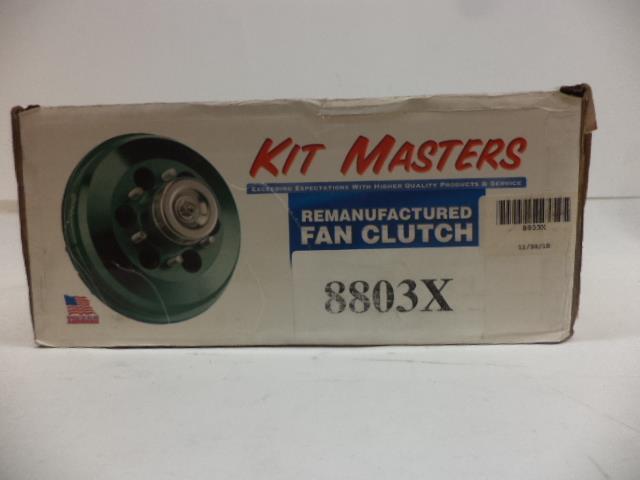 KIT MASTERS
EXCEEDING EXPECTATIONS WITH HIGHER QUALITY PRODUCTS & SERVICE
REMANUFACTURED
FAN CLUTCH
8803X
8803X